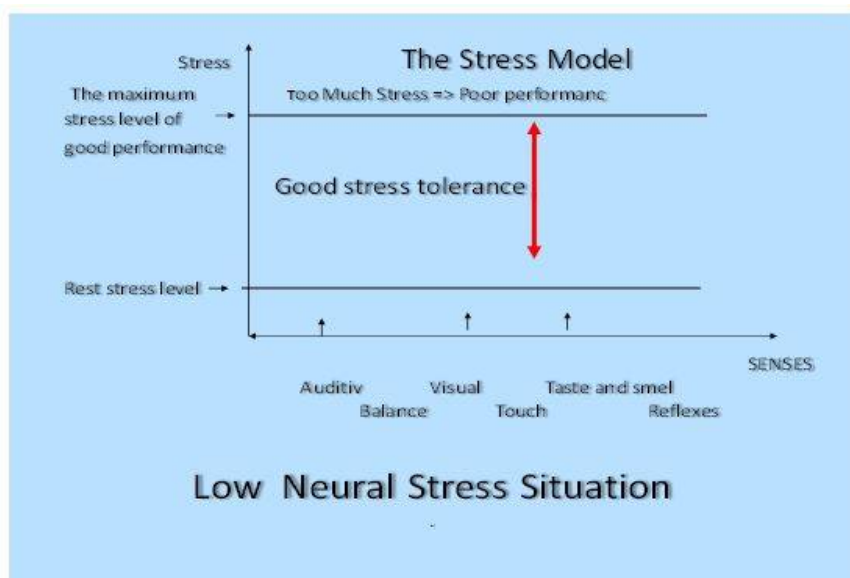 The Stress Model
Stress
Too Much Stress => Poor performanc
The maximum
stress level of
good performance
Good stress tolerance
Rest stress level
SENSES
Auditiv Visual Taste and smel
Balance Touch Reflexes
Low Neural Stress Situation